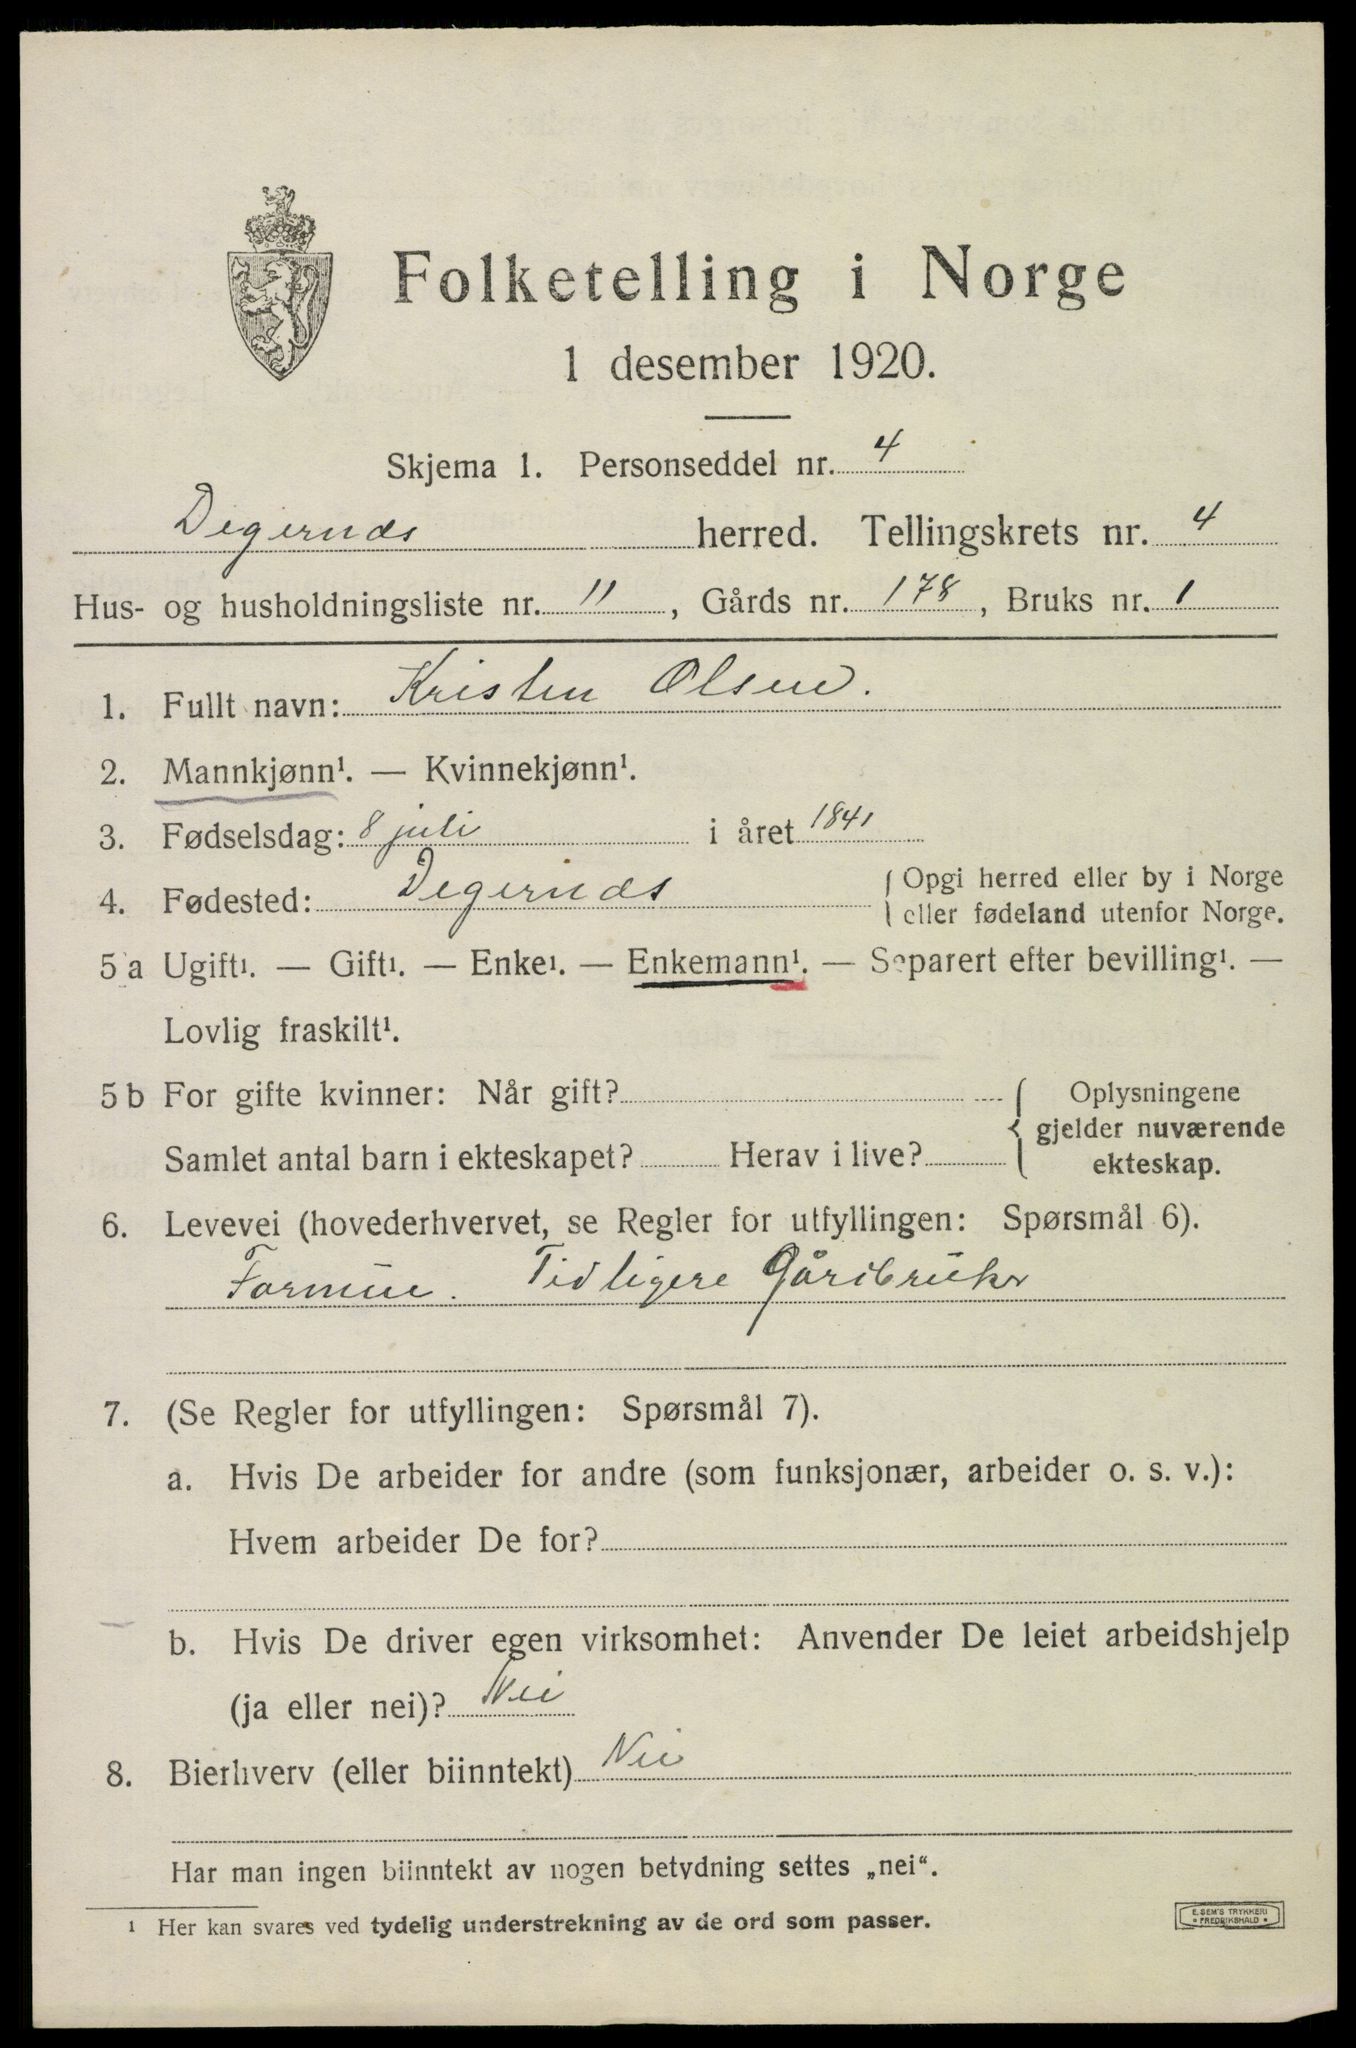 Folketelling i Norge
1 desember 1920.
Skjema 1. Personseddel nr. 4
Degernes herred. Tellingskrets nr. 4
Hus- og husholdningsliste nr. 11, Gårds nr. 178, Bruks nr. 1
1. Fullt navn: Kristen Olsen.
2. Mannkjønn¹. — Kvinnekjønn¹.
3. Fødselsdag: 8 juli i året 1841
4. Fødested: Degernes { Opgi herred eller by i Norge
eller fødeland utenfor Norge.
5 a Ugift¹. — Gift¹. — Enke¹. — Enkemann¹. — Separert efter bevilling¹. —
Lovlig fraskilt¹.
5 b For gifte kvinner: Når gift? { Oplysningene
gjelder nuværende
Samlet antal barn i ekteskapet? Herav i live?
ekteskap.
6. Levevei (hovederhvervet, se Regler for utfyllingen: Spørsmål 6).
Formue. Tidligere Gårdbruker
7. (Se Regler for utfyllingen: Spørsmål 7).
a. Hvis De arbeider for andre (som funksjonær, arbeider o. s. v.):
Hvem arbeider De for?
b. Hvis De driver egen virksomhet: Anvender De leiet arbeidshjelp
(ja eller nei)? Nei
8. Bierhverv (eller biinntekt) Nei
Har man ingen biinntekt av nogen betydning settes „nei“.
¹ Her kan svares ved tydelig understrekning av de ord som passer.
E. SEM'S TRYKKERI
* FREDRIKSHALD *